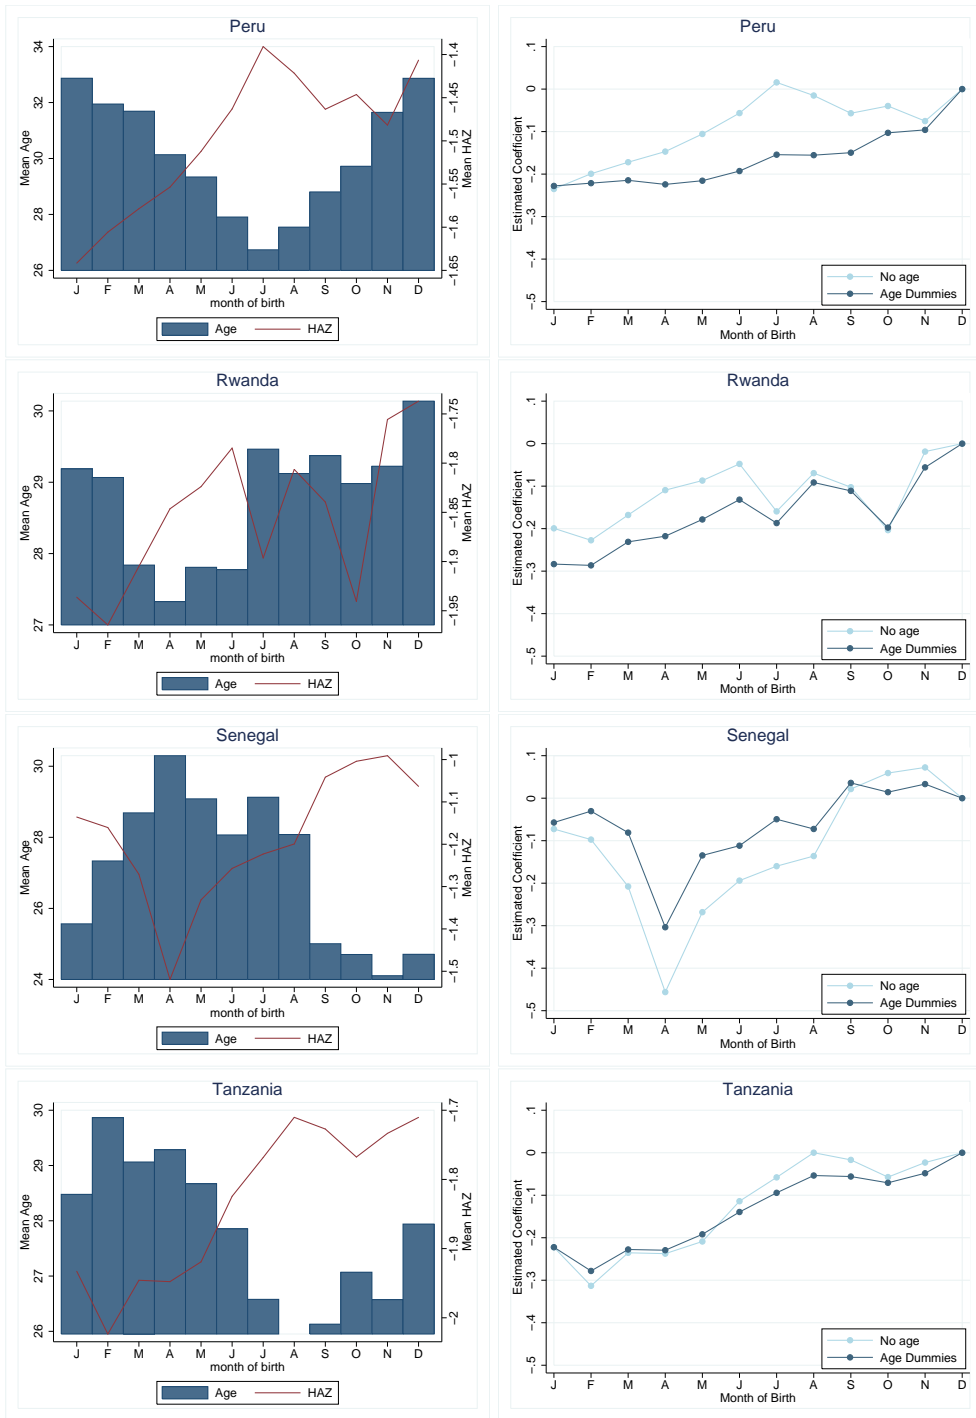 Peru
34
32
30
28
26
Mean Age
−1.4
−1.45
−1.5
−1.55
−1.6
−1.65
Mean HAZ
J F M A M J J A S O N D
month of birth
Age HAZ
Peru
.1
0
−.1
−.2
−.3
−.4
−.5
Estimated Coefficient
No age
Age Dummies
J F M A M J J A S O N D
Month of Birth
Rwanda
30
29
28
27
Mean Age
−1.75
−1.8
−1.85
−1.9
−1.95
Mean HAZ
J F M A M J J A S O N D
month of birth
Age HAZ
Rwanda
.1
0
−.1
−.2
−.3
−.4
−.5
Estimated Coefficient
No age
Age Dummies
J F M A M J J A S O N D
Month of Birth
Senegal
30
28
26
24
Mean Age
−1
−1.1
−1.2
−1.3
−1.4
−1.5
Mean HAZ
J F M A M J J A S O N D
month of birth
Age HAZ
Senegal
.1
0
−.1
−.2
−.3
−.4
−.5
Estimated Coefficient
No age
Age Dummies
J F M A M J J A S O N D
Month of Birth
Tanzania
30
29
28
27
26
Mean Age
−1.7
−1.8
−1.9
−2
Mean HAZ
J F M A M J J A S O N D
month of birth
Age HAZ
Tanzania
.1
0
−.1
−.2
−.3
−.4
−.5
Estimated Coefficient
No age
Age Dummies
J F M A M J J A S O N D
Month of Birth